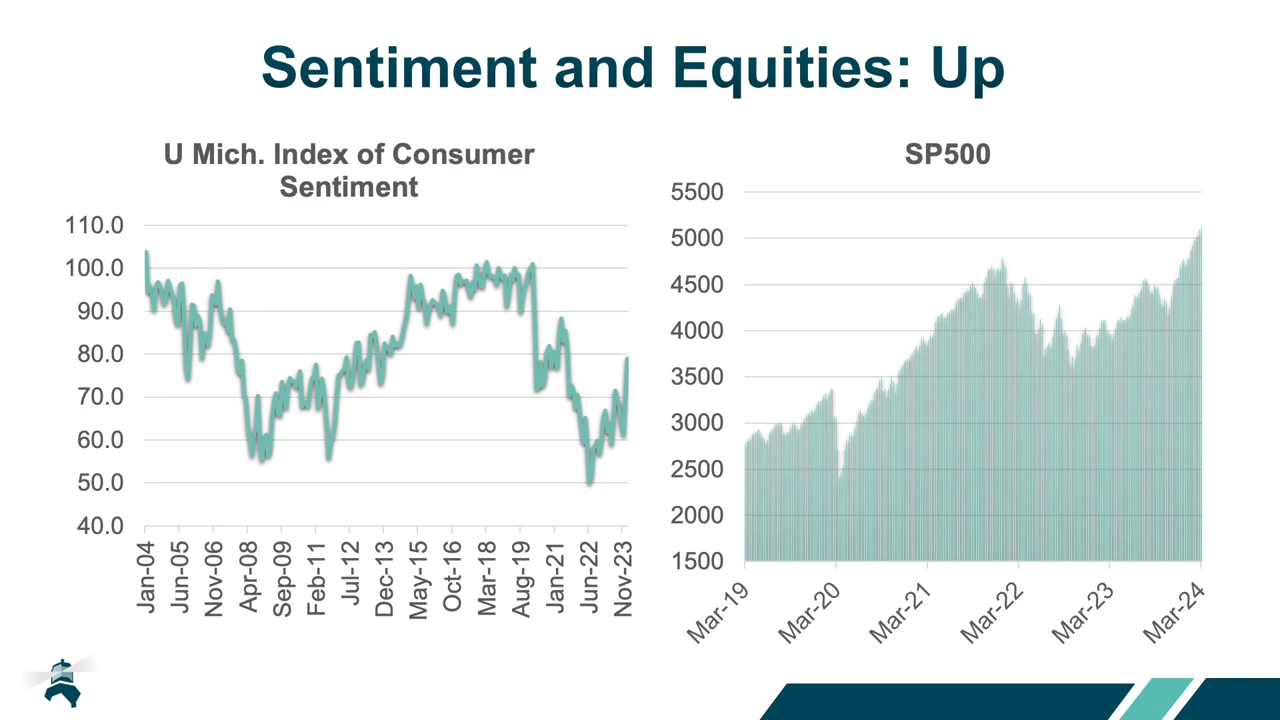 Sentiment and Equities: Up
U Mich. Index of Consumer
Sentiment
110.0
100.0
90.0
80.0
70.0
60.0
50.0
40.0
Jan-04
Jun-05
Nov-06
Apr-08
Sep-09
Feb-11
Jul-12
Dec-13
May-15
Oct-16
Mar-18
Aug-19
Jan-21
Jun-22
Nov-23
SP500
5500
5000
4500
4000
3500
3000
2500
2000
1500
Mar-19
Mar-20
Mar-21
Mar-22
Mar-23
Mar-24